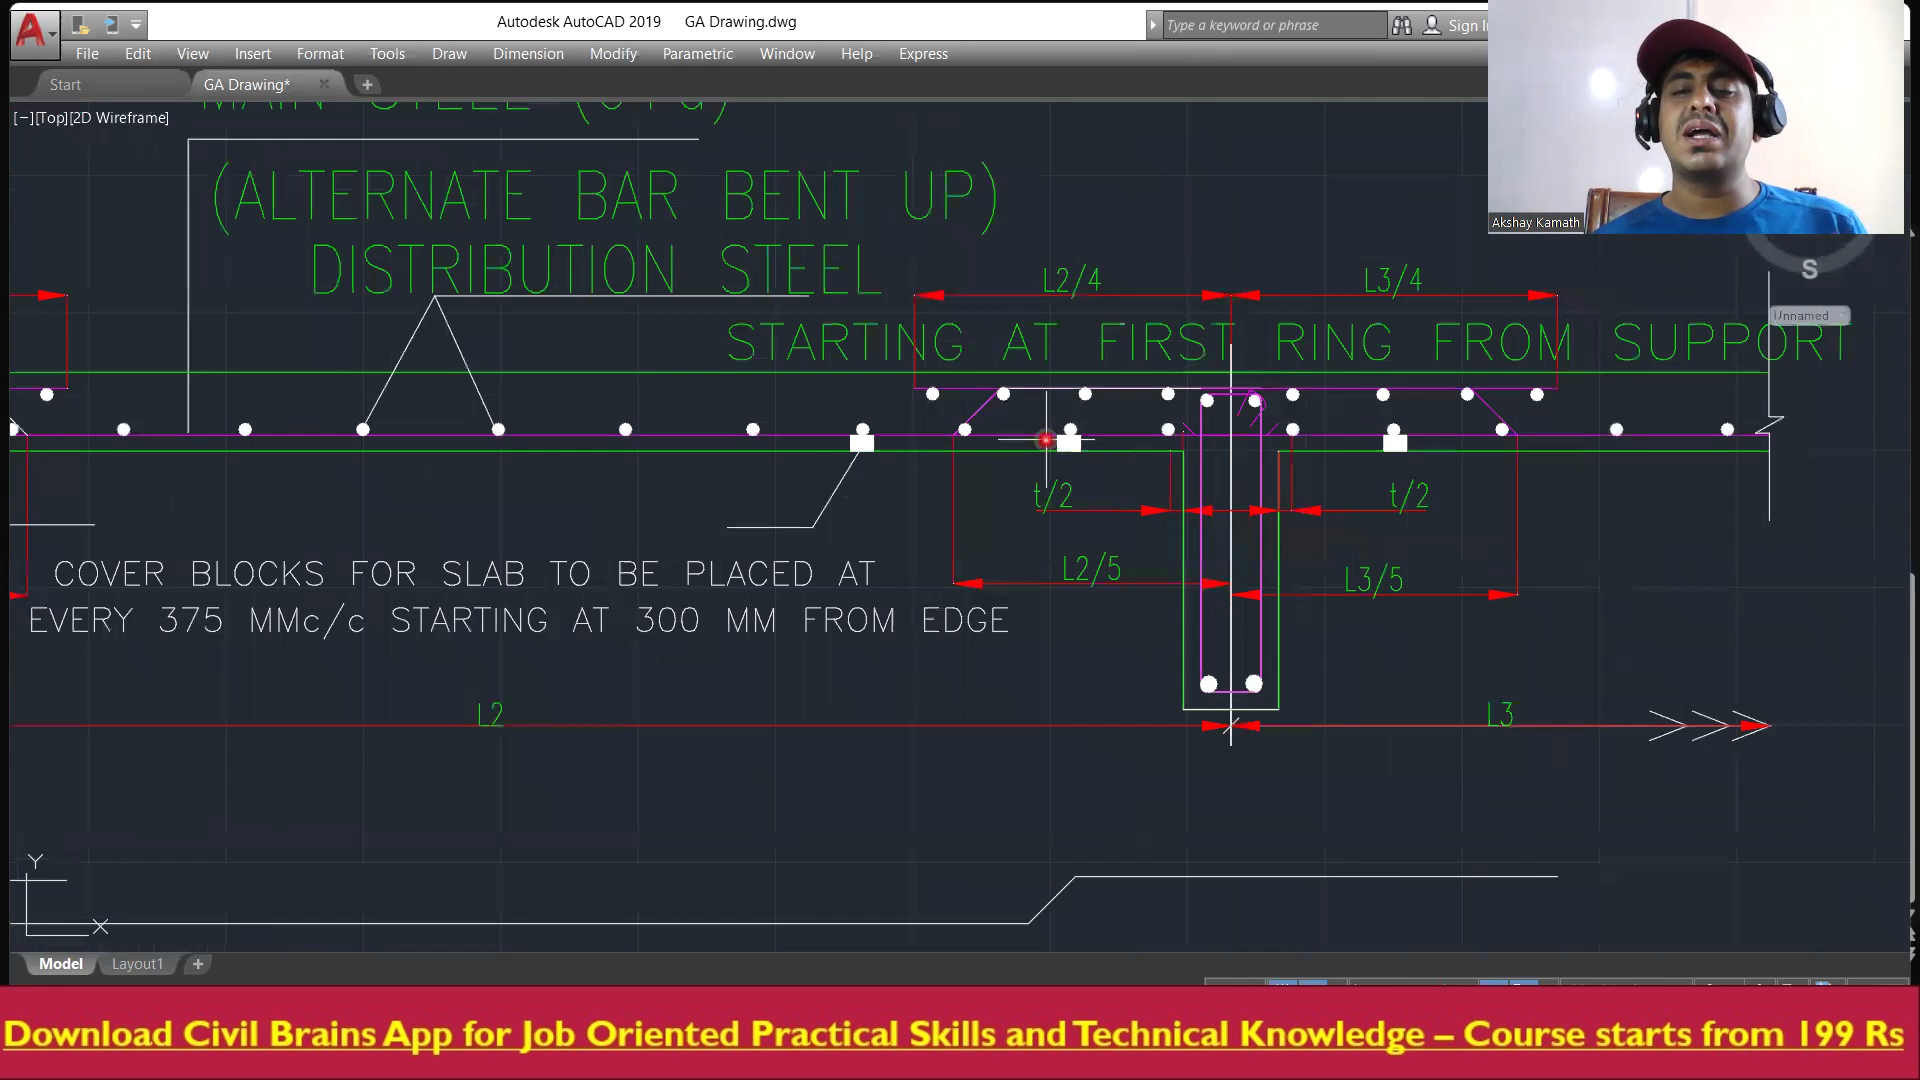 Autodesk AutoCAD 2019 GA Drawing.dwg
Type a keyword or phrase
Sign In
File Edit View Insert Format Tools Draw Dimension Modify Parametric Window Help Express
Start
GA Drawing*
[−][Top][2D Wireframe]
Akshay Kamath
(ALTERNATE BAR BENT UP)
DISTRIBUTION STEEL
S
Unnamed
L2/4
L3/4
STARTING AT FIRST RING FROM SUPPORT
t/2
t/2
L2/5
L3/5
COVER BLOCKS FOR SLAB TO BE PLACED AT
EVERY 375 MMc/c STARTING AT 300 MM FROM EDGE
L2
L3
Y
X
Model
Layout1
Download Civil Brains App for Job Oriented Practical Skills and Technical Knowledge – Course starts from 199 Rs